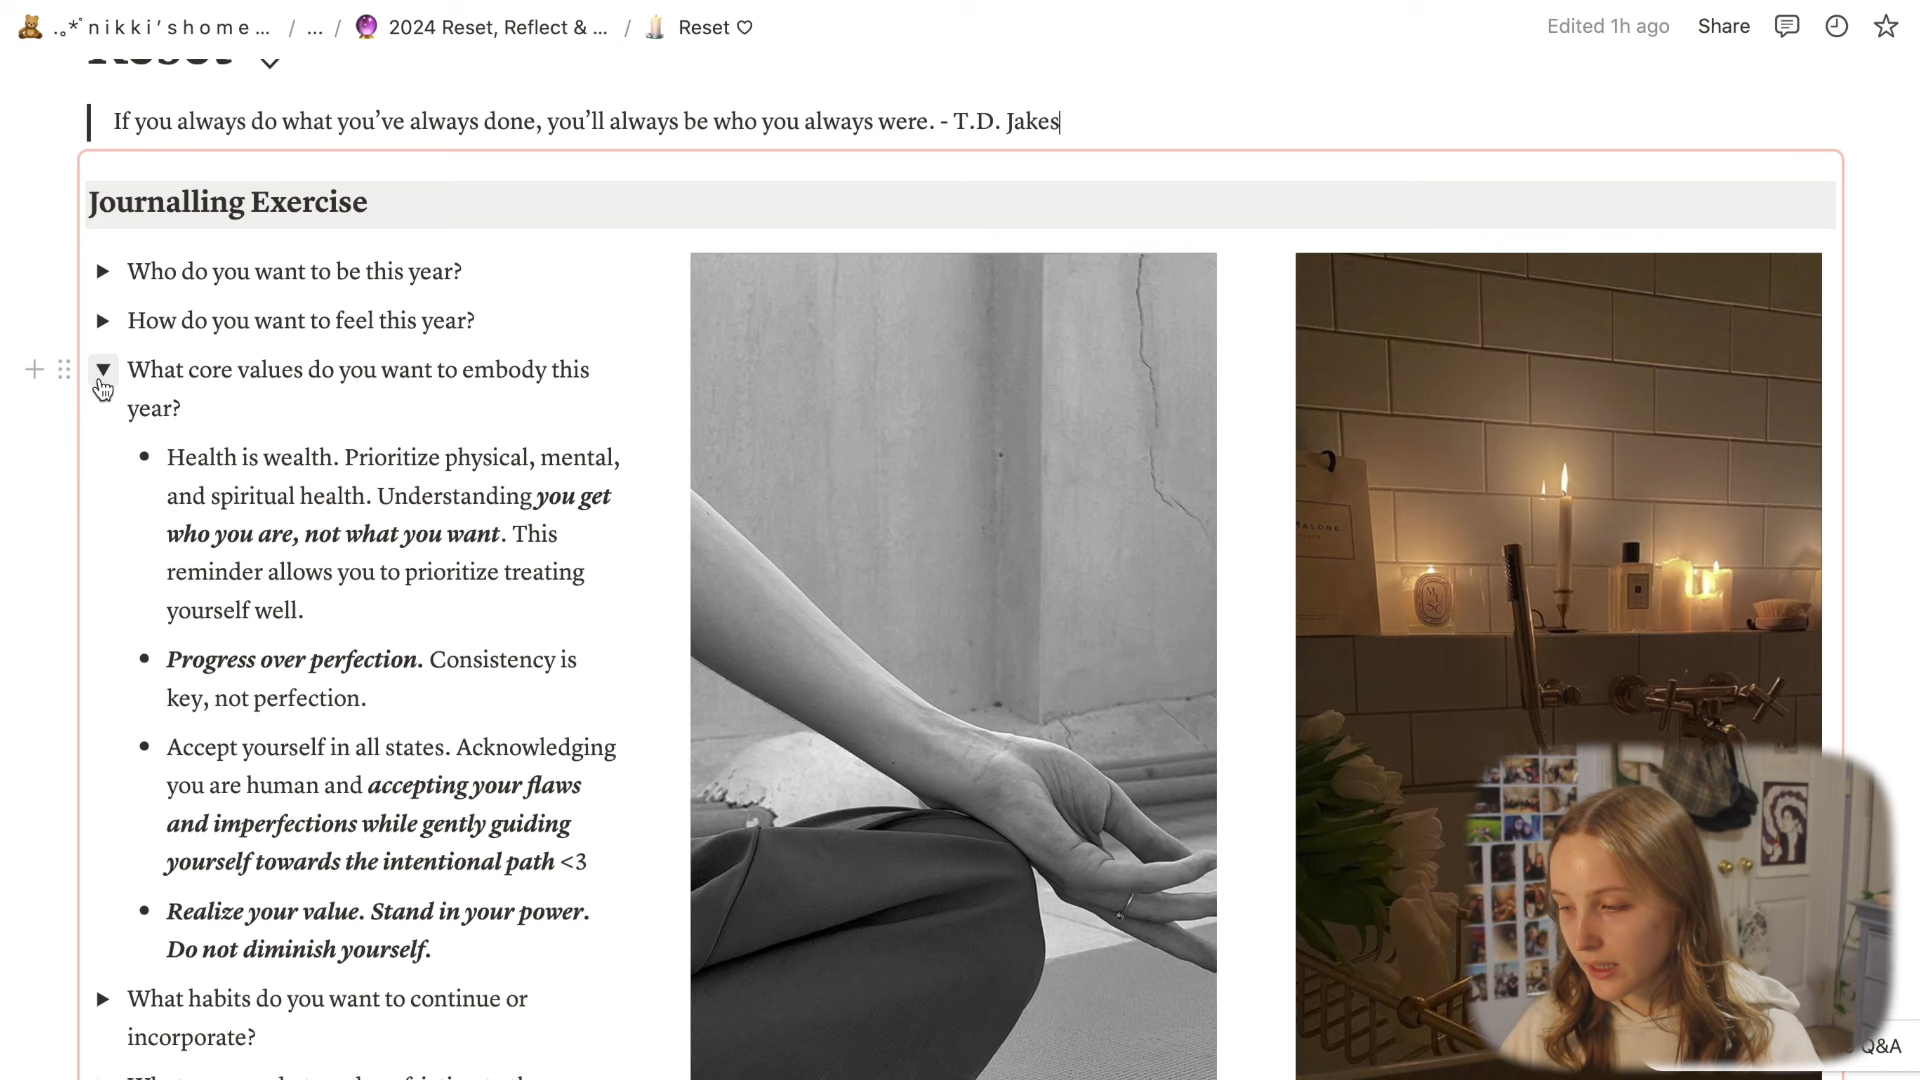 .｡*ﾟn i k k i ' s h o m e ... / ... / 2024 Reset, Reflect & ... / Reset ♡
Edited 1h ago Share
Reset ♡
If you always do what you've always done, you'll always be who you always were. - T.D. Jakes
Journalling Exercise
Who do you want to be this year?
How do you want to feel this year?
What core values do you want to embody this
year?
Health is wealth. Prioritize physical, mental,
and spiritual health. Understanding you get
who you are, not what you want. This
reminder allows you to prioritize treating
yourself well.
Progress over perfection. Consistency is
key, not perfection.
Accept yourself in all states. Acknowledging
you are human and accepting your flaws
and imperfections while gently guiding
yourself towards the intentional path <3
Realize your value. Stand in your power.
Do not diminish yourself.
What habits do you want to continue or
incorporate?
MALONE
MUSC
Q&A